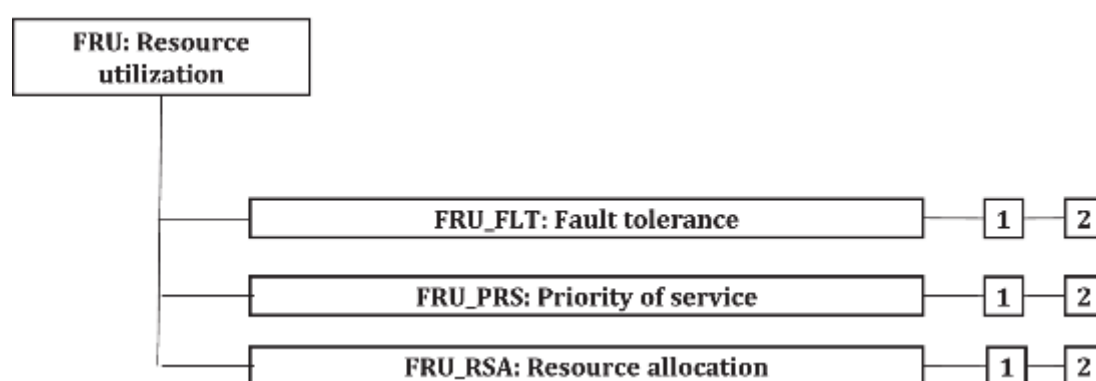 FRU: Resource
utilization
FRU_FLT: Fault tolerance 1 2
FRU_PRS: Priority of service 1 2
FRU_RSA: Resource allocation 1 2